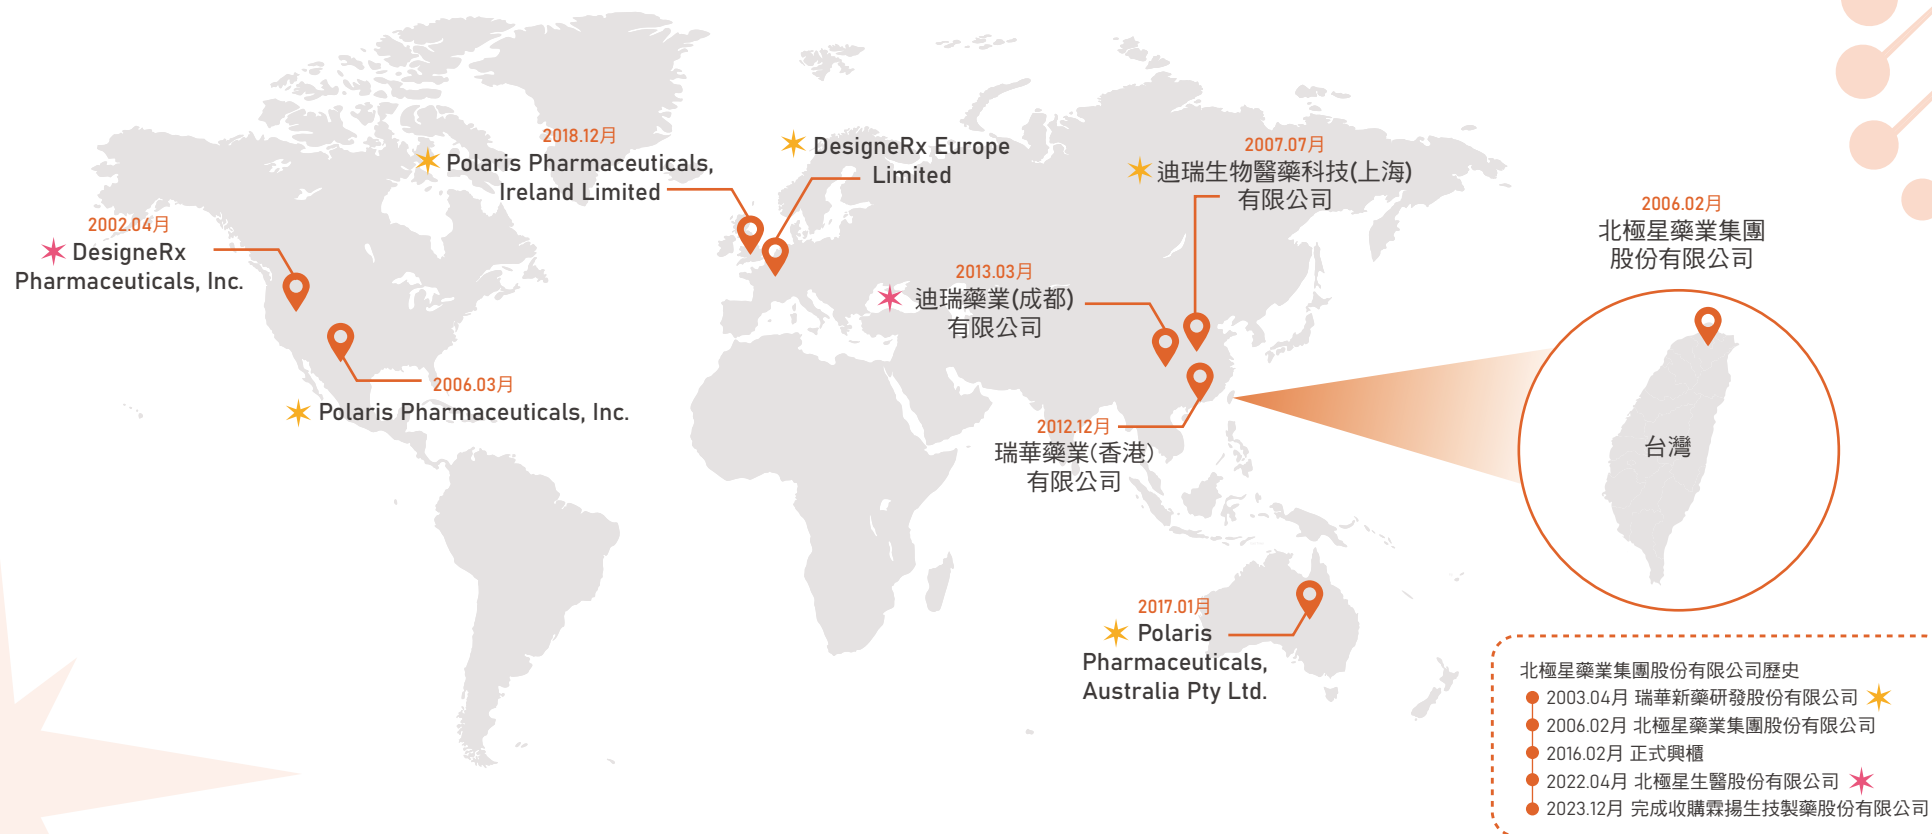 2018.12月
Polaris Pharmaceuticals,
Ireland Limited
DesigneRx Europe
Limited
2007.07月
迪瑞生物醫藥科技(上海)
有限公司
2002.04月
DesigneRx
Pharmaceuticals, Inc.
2006.02月
北極星藥業集團
股份有限公司
2013.03月
迪瑞藥業(成都)
有限公司
2006.03月
Polaris Pharmaceuticals, Inc.
2012.12月
瑞華藥業(香港)
有限公司
台灣
2017.01月
Polaris
Pharmaceuticals,
Australia Pty Ltd.
北極星藥業集團股份有限公司歷史
2003.04月 瑞華新藥研發股份有限公司
2006.02月 北極星藥業集團股份有限公司
2016.02月 正式興櫃
2022.04月 北極星生醫股份有限公司
2023.12月 完成收購霖揚生技製藥股份有限公司